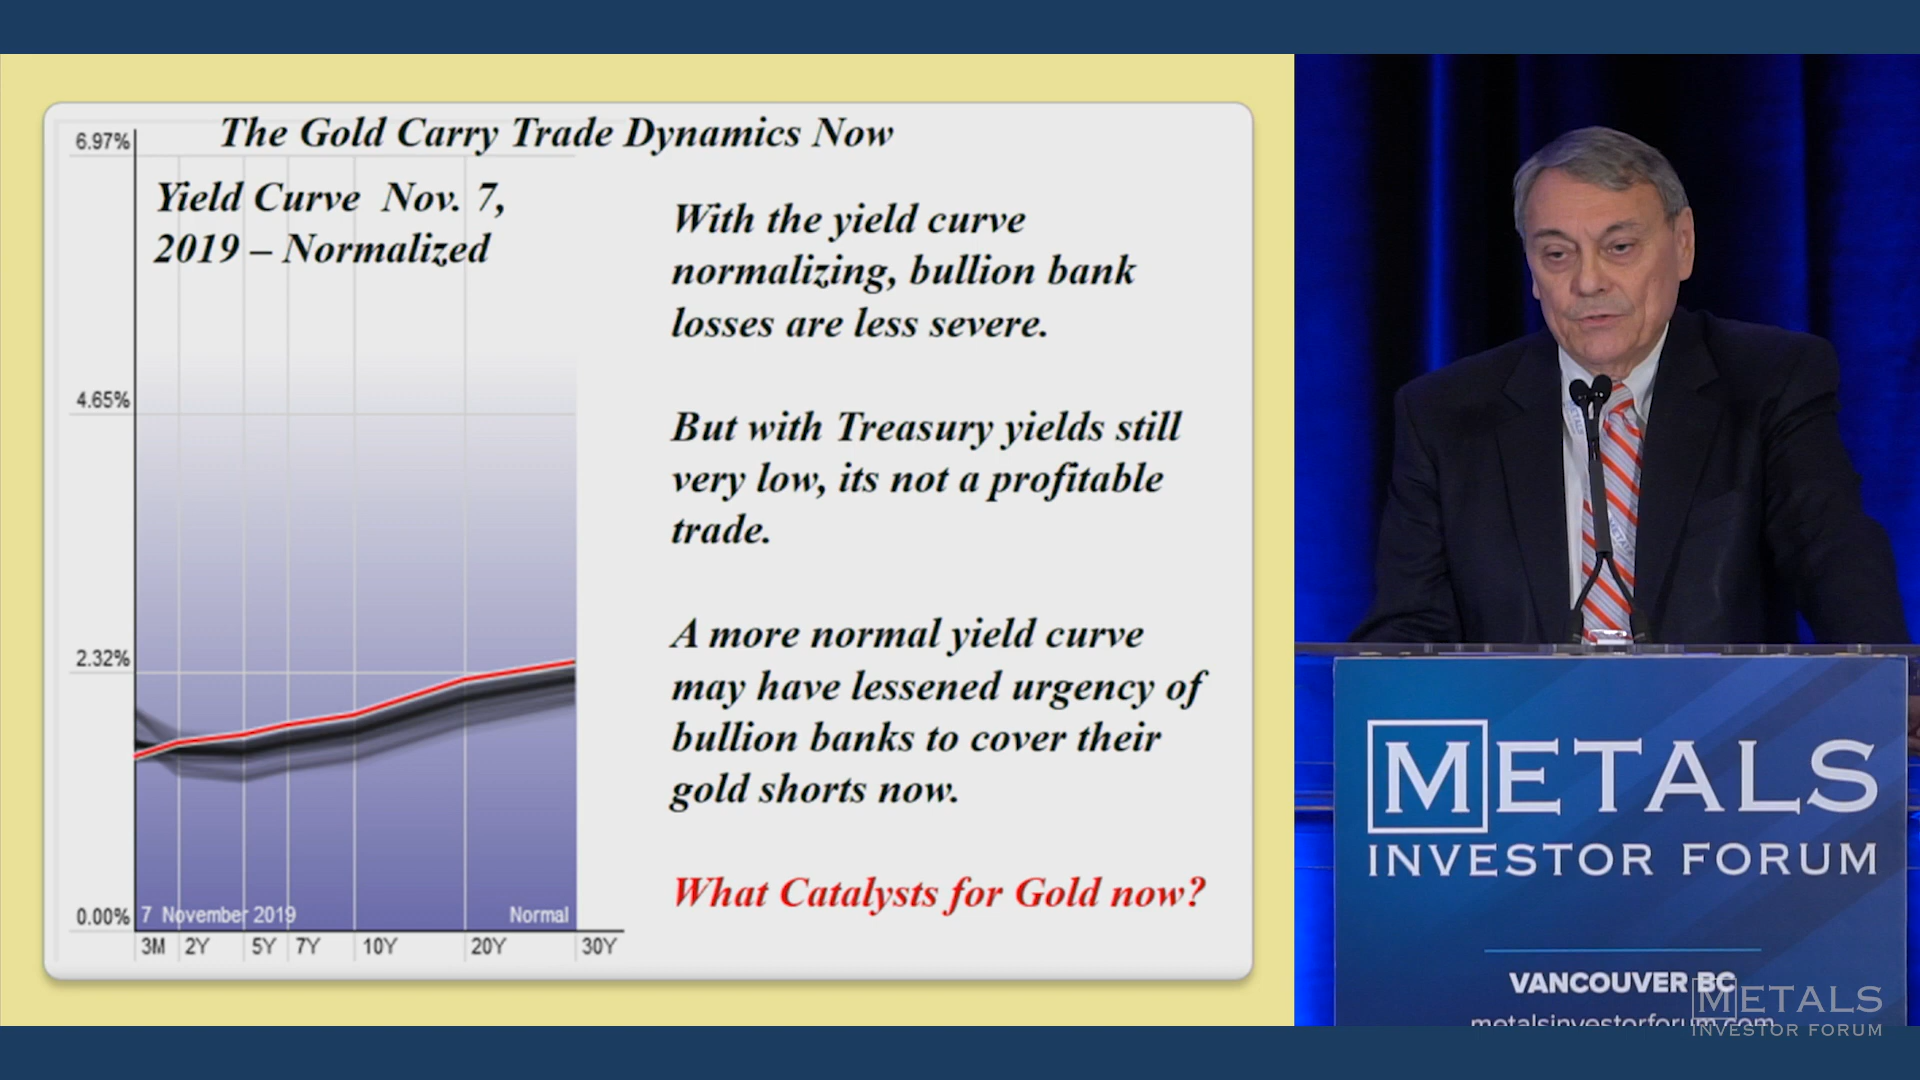 The Gold Carry Trade Dynamics Now
6.97%
Yield Curve Nov. 7,
2019 – Normalized
4.65%
2.32%
0.00%
7 November 2019
Normal
3M 2Y 5Y 7Y 10Y 20Y 30Y
With the yield curve
normalizing, bullion bank
losses are less severe.
But with Treasury yields still
very low, its not a profitable
trade.
A more normal yield curve
may have lessened urgency of
bullion banks to cover their
gold shorts now.
What Catalysts for Gold now?
METALS
INVESTOR FORUM
VANCOUVER BC
metalsinvestorforum.com
METALS
INVESTOR FORUM